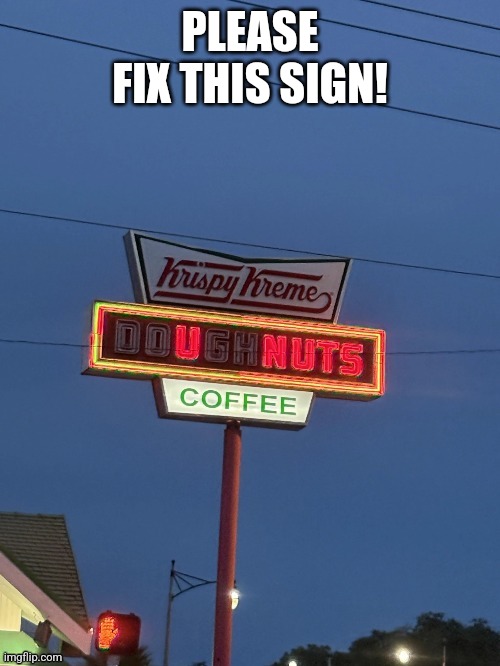 PLEASE
FIX THIS SIGN!
Krispy Kreme
DOUGHNUTS
COFFEE
imgflip.com